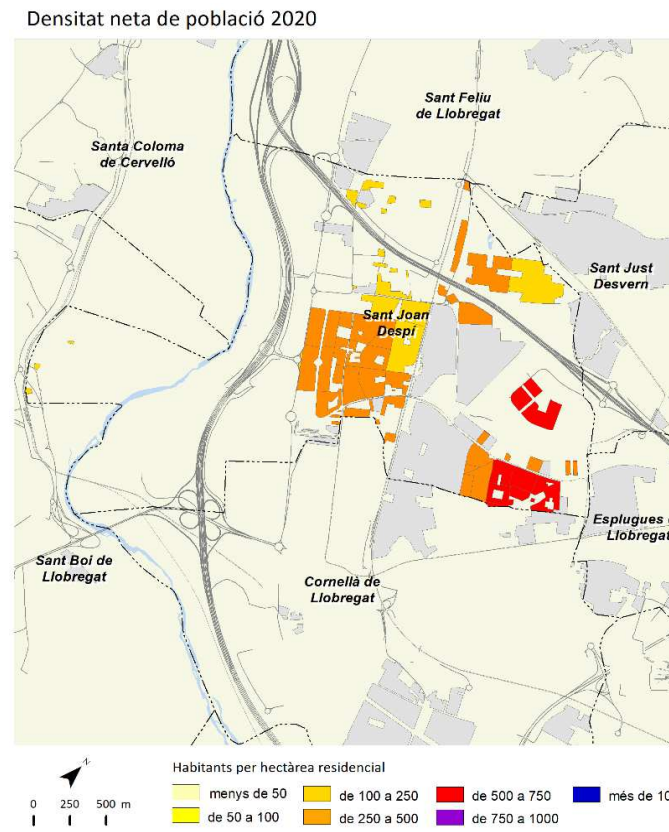 Densitat neta de població 2020
Sant Feliu
de Llobregat
Santa Coloma
de Cervelló
Sant Just
Desvern
Sant Joan
Despí
Esplugues
Llobregat
Sant Boi de
Llobregat
Cornellà de
Llobregat
N
0 250 500 m
Habitants per hectàrea residencial
menys de 50
de 100 a 250
de 500 a 750
més de 10
de 50 a 100
de 250 a 500
de 750 a 1000